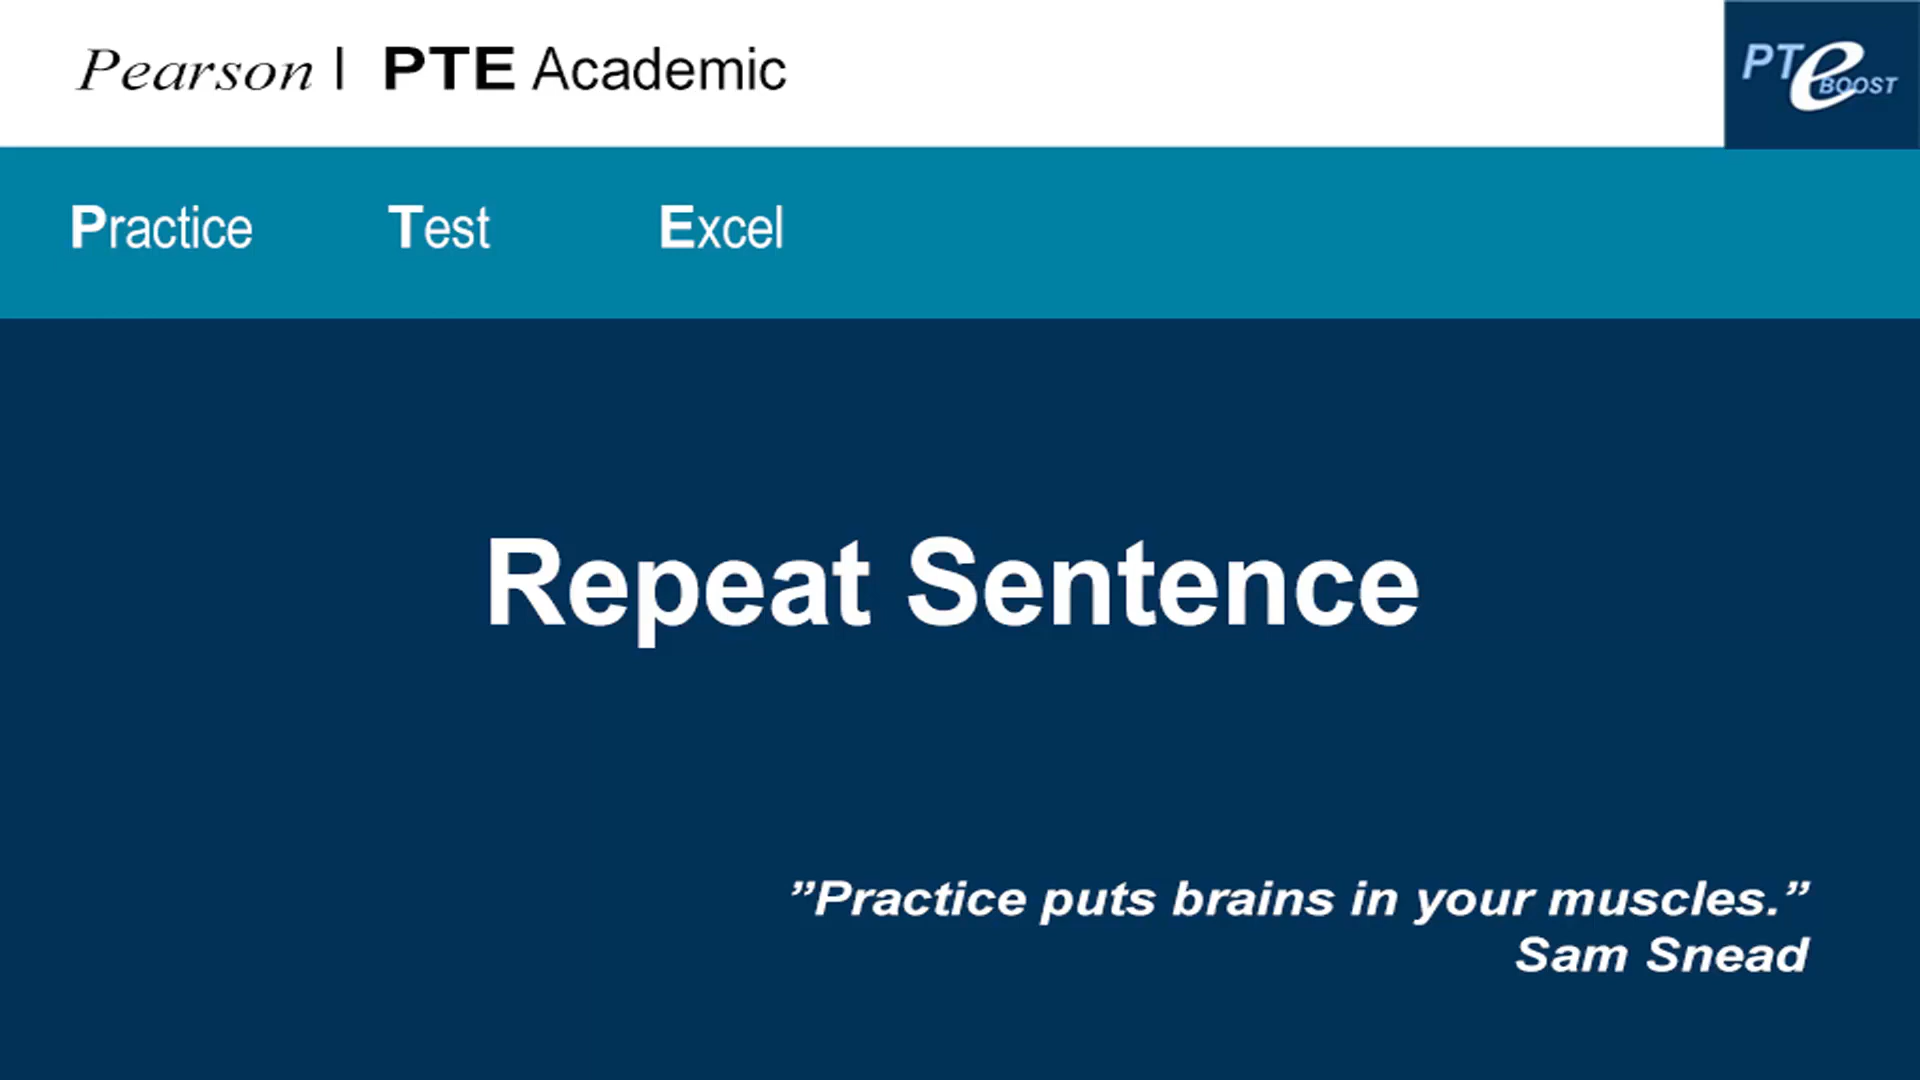 Pearson | PTE Academic
PTe BOOST
Practice Test Excel
Repeat Sentence
”Practice puts brains in your muscles.”
Sam Snead